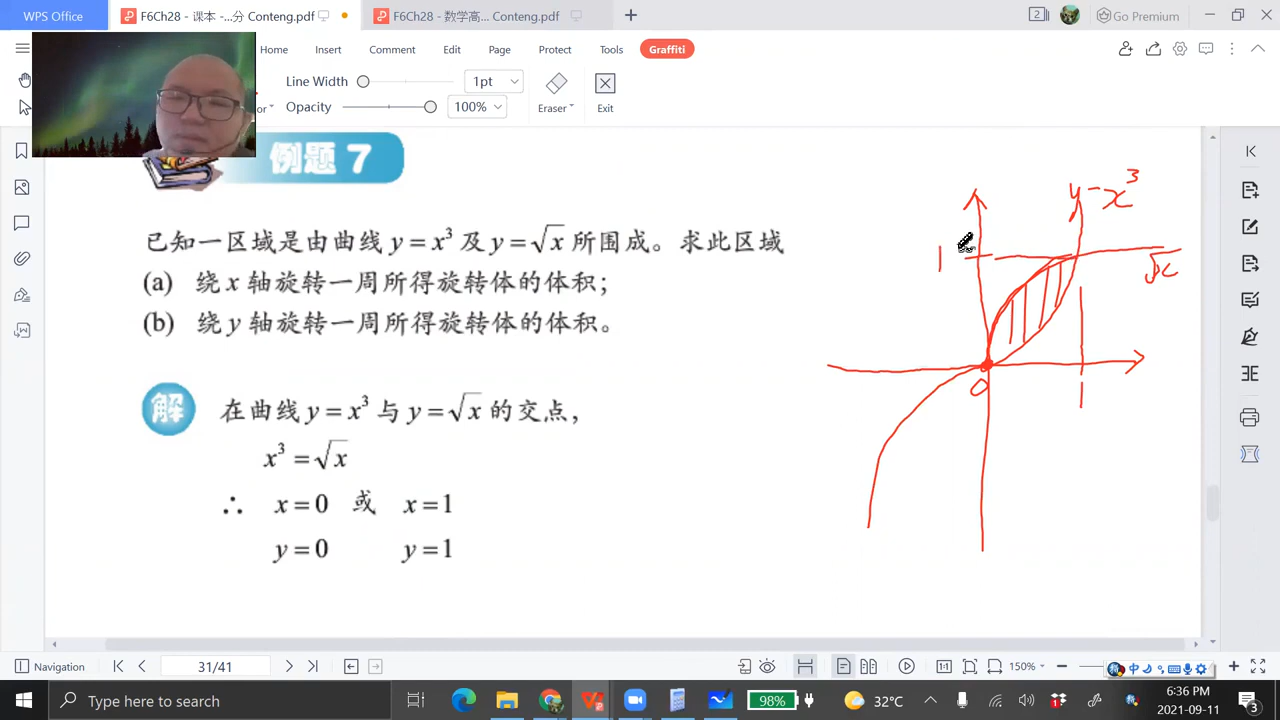 WPS Office
F6Ch28 - 课本 -...分 Conteng.pdf
F6Ch28 - 数学高... Conteng.pdf
2
Go Premium
Home Insert Comment Edit Page Protect Tools Graffiti
Line Width 1pt
Opacity 100%
Eraser
Exit
例题 7
已知一区域是由曲线 y = x³ 及 y = √x 所围成。求此区域
(a) 绕 x 轴旋转一周所得旋转体的体积；
(b) 绕 y 轴旋转一周所得旋转体的体积。
解
在曲线 y = x³ 与 y = √x 的交点，
x³ = √x
∴ x = 0 或 x = 1
y = 0 y = 1
y = x³
1
√x
0
1
Navigation
31/41
1:1
150%
中
Type here to search
98%
32°C
6:36 PM
2021-09-11
3